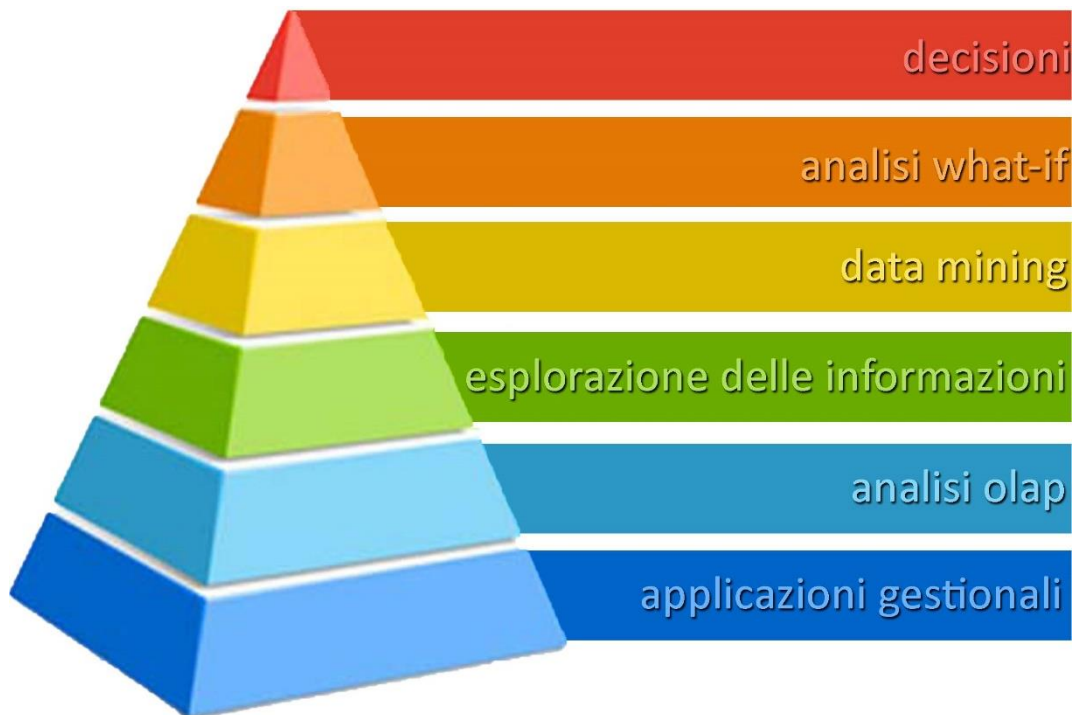 decisioni
analisi what-if
data mining
esplorazione delle informazioni
analisi olap
applicazioni gestionali